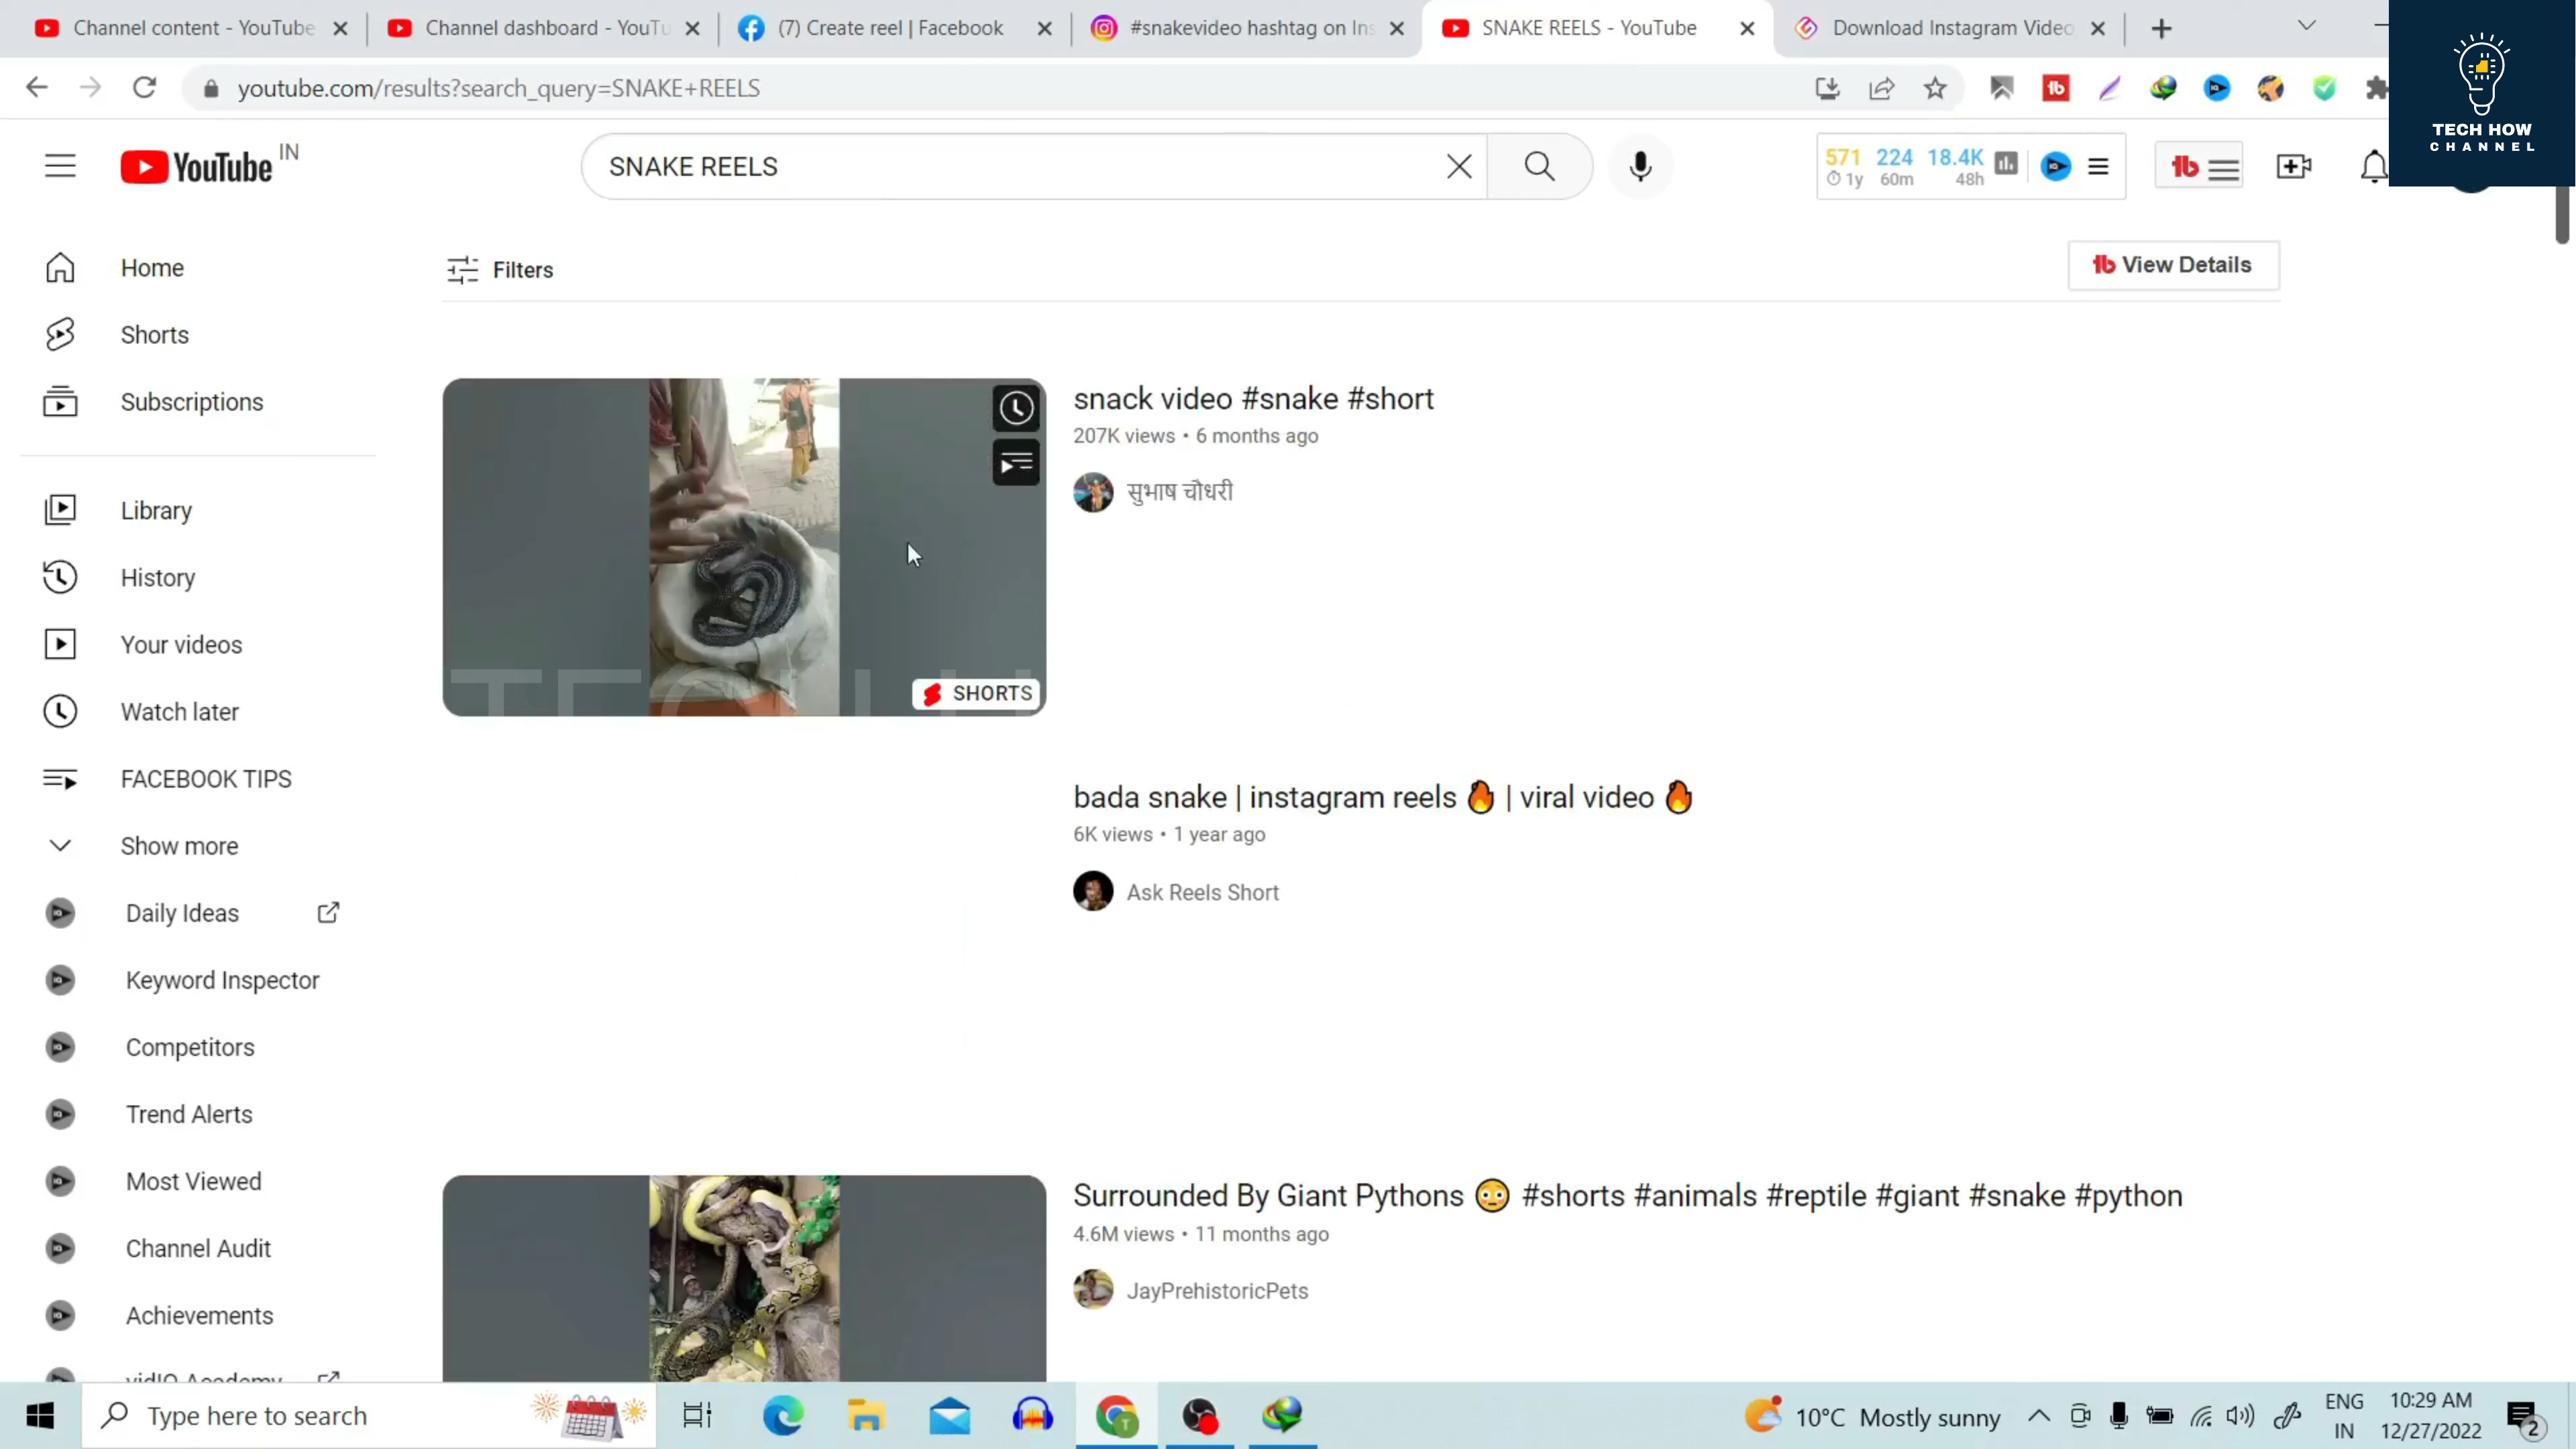 Channel content - YouTube
Channel dashboard - YouTu
(7) Create reel | Facebook
#snakevideo hashtag on Ins
SNAKE REELS - YouTube
Download Instagram Video
youtube.com/results?search_query=SNAKE+REELS
TECH HOW
CHANNEL
YouTube IN
SNAKE REELS
571 224 18.4K
1y 60m 48h
Home
Shorts
Subscriptions
Library
History
Your videos
Watch later
FACEBOOK TIPS
Show more
Daily Ideas
Keyword Inspector
Competitors
Trend Alerts
Most Viewed
Channel Audit
Achievements
vidIQ Academy
Filters
View Details
SHORTS
snack video #snake #short
207K views • 6 months ago
सुभाष चौधरी
bada snake | instagram reels 🔥 | viral video 🔥
6K views • 1 year ago
Ask Reels Short
Surrounded By Giant Pythons 😳 #shorts #animals #reptile #giant #snake #python
4.6M views • 11 months ago
JayPrehistoricPets
Type here to search
10°C Mostly sunny
ENG
IN
10:29 AM
12/27/2022
2